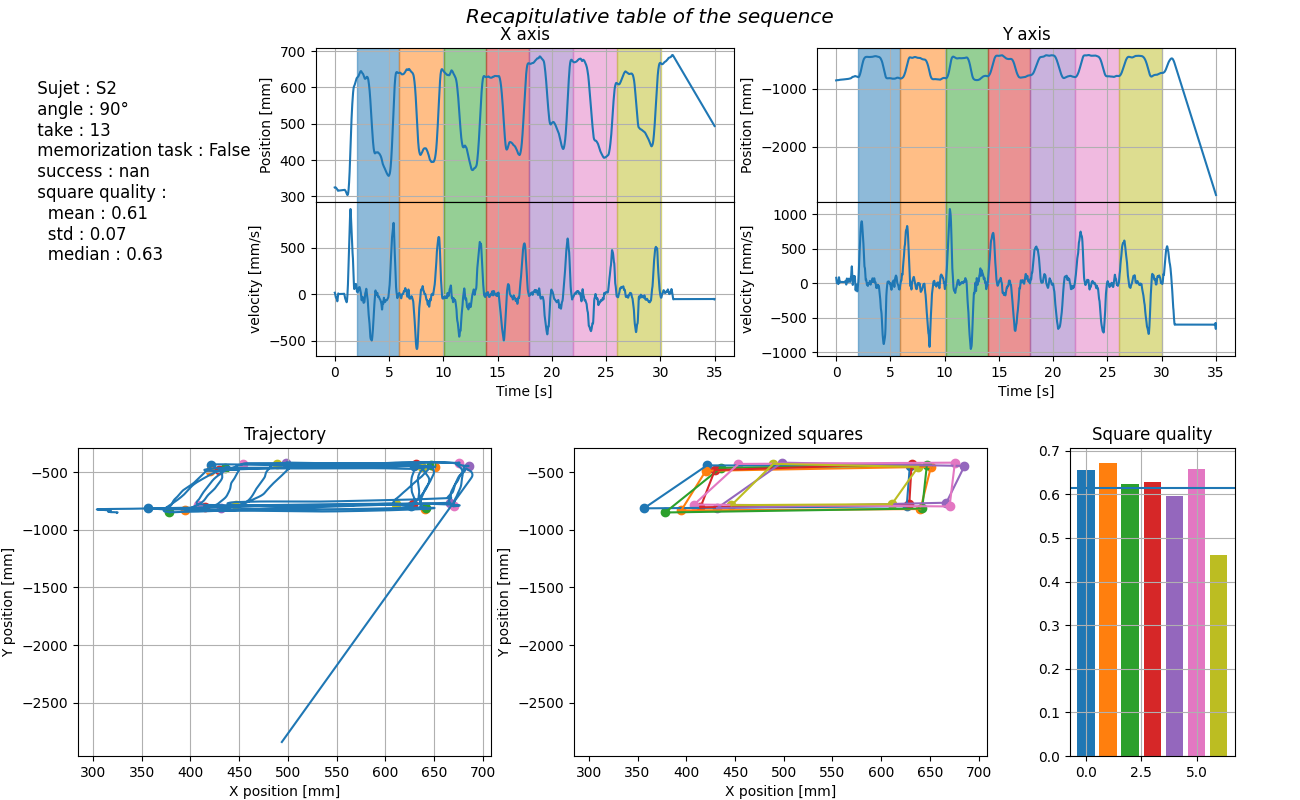 Recapitulative table of the sequence
Sujet : S2
angle : 90°
take : 13
memorization task : False
success : nan
square quality :
mean : 0.61
std : 0.07
median : 0.63
X axis
Position [mm]
700
600
500
400
300
velocity [mm/s]
500
0
−500
0 5 10 15 20 25 30 35
Time [s]
Y axis
Position [mm]
−1000
−2000
velocity [mm/s]
1000
500
0
−500
−1000
0 5 10 15 20 25 30 35
Time [s]
Trajectory
Y position [mm]
−500
−1000
−1500
−2000
−2500
300 350 400 450 500 550 600 650 700
X position [mm]
Recognized squares
Y position [mm]
−500
−1000
−1500
−2000
−2500
300 350 400 450 500 550 600 650 700
X position [mm]
Square quality
0.7
0.6
0.5
0.4
0.3
0.2
0.1
0.0
0.0 2.5 5.0